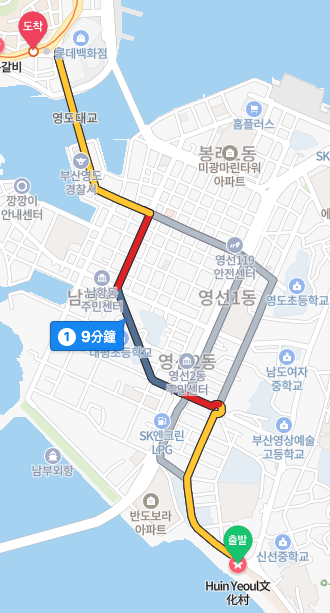 도착
롯데백화점
갈비
영도대교
홈플러스
봉래 동
미광마린타워
아파트
SK
부산영도
경찰서
깡깡이
안내센터
영선119
안전센터
남항동
주민센터
영선1동
영도초등학교
1 9分鐘
대평초등학교
영선2동
영선2동
주민센터
남도여자
중학교
SK엔크린
LPG
부산영상예술
고등학교
남부외항
반도보라
아파트
출발
신선중학교
Huin Yeoul文
化村